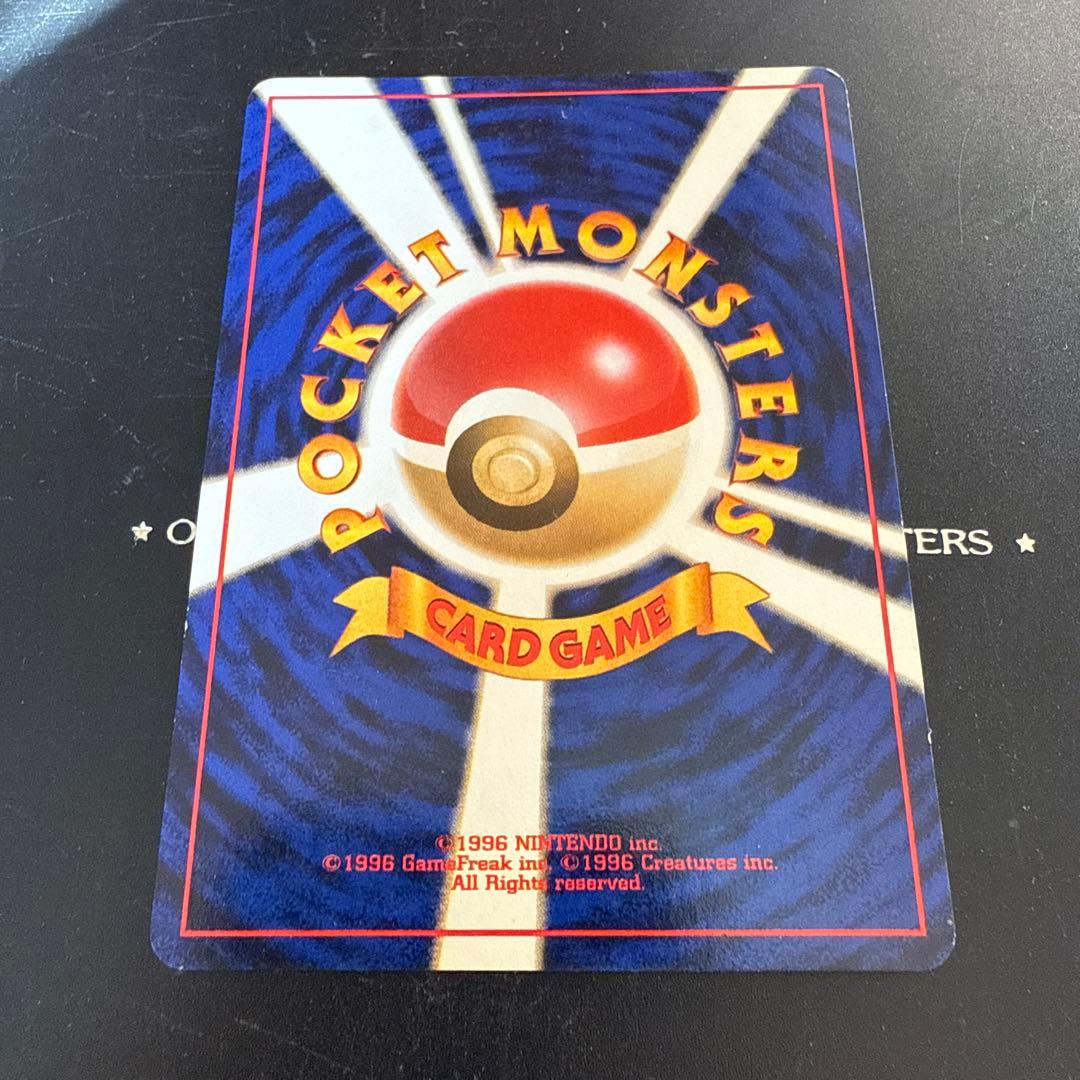 POCKET MONSTERS
★ O TERS ★
CARD GAME
©1996 NINTENDO inc.
©1996 GameFreak inc. ©1996 Creatures inc.
All Rights reserved.